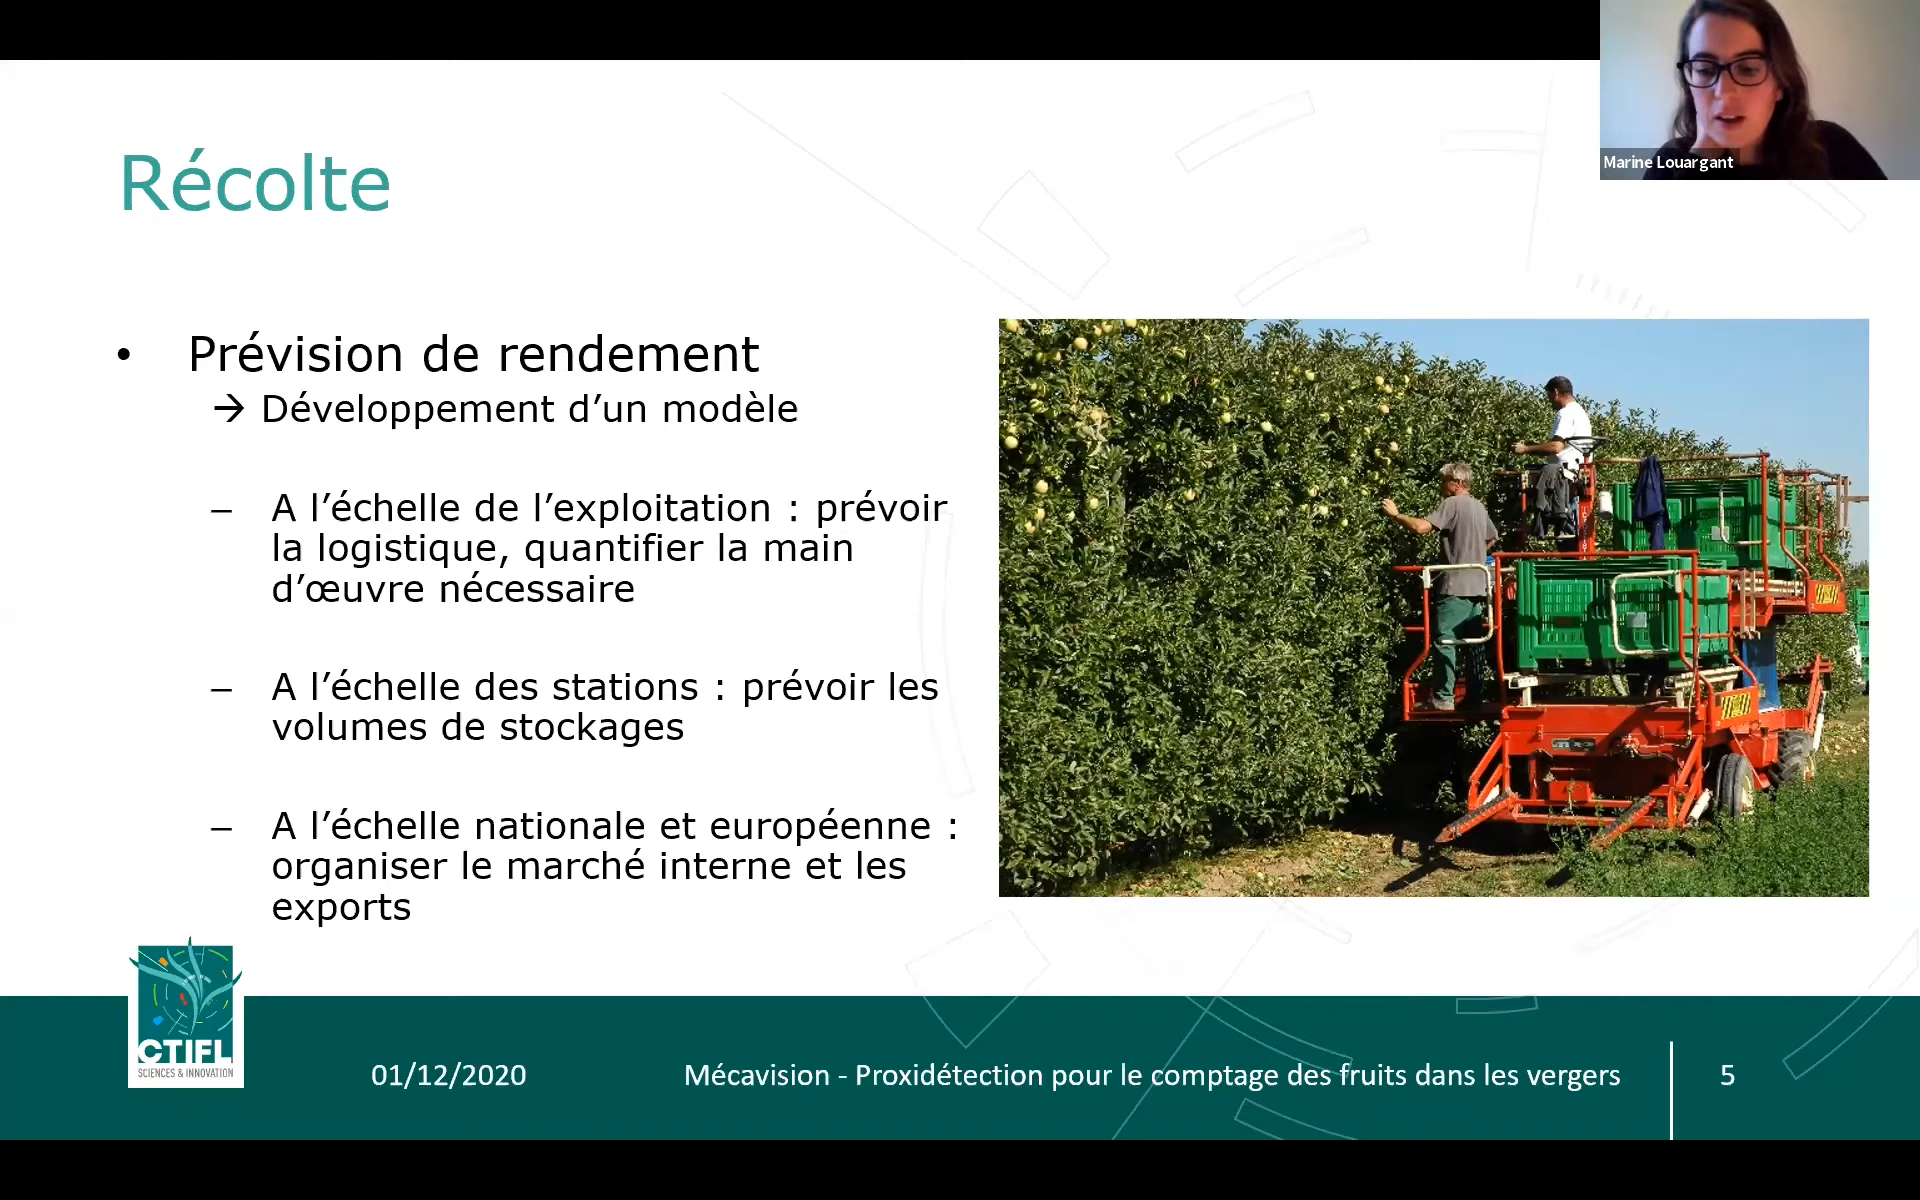 Marine Louargant
Récolte
• Prévision de rendement
→ Développement d’un modèle
– A l’échelle de l’exploitation : prévoir
la logistique, quantifier la main
d’œuvre nécessaire
– A l’échelle des stations : prévoir les
volumes de stockages
– A l’échelle nationale et européenne :
organiser le marché interne et les
exports
CTIFL
SCIENCES & INNOVATION
01/12/2020
Mécavision - Proxidétection pour le comptage des fruits dans les vergers
5